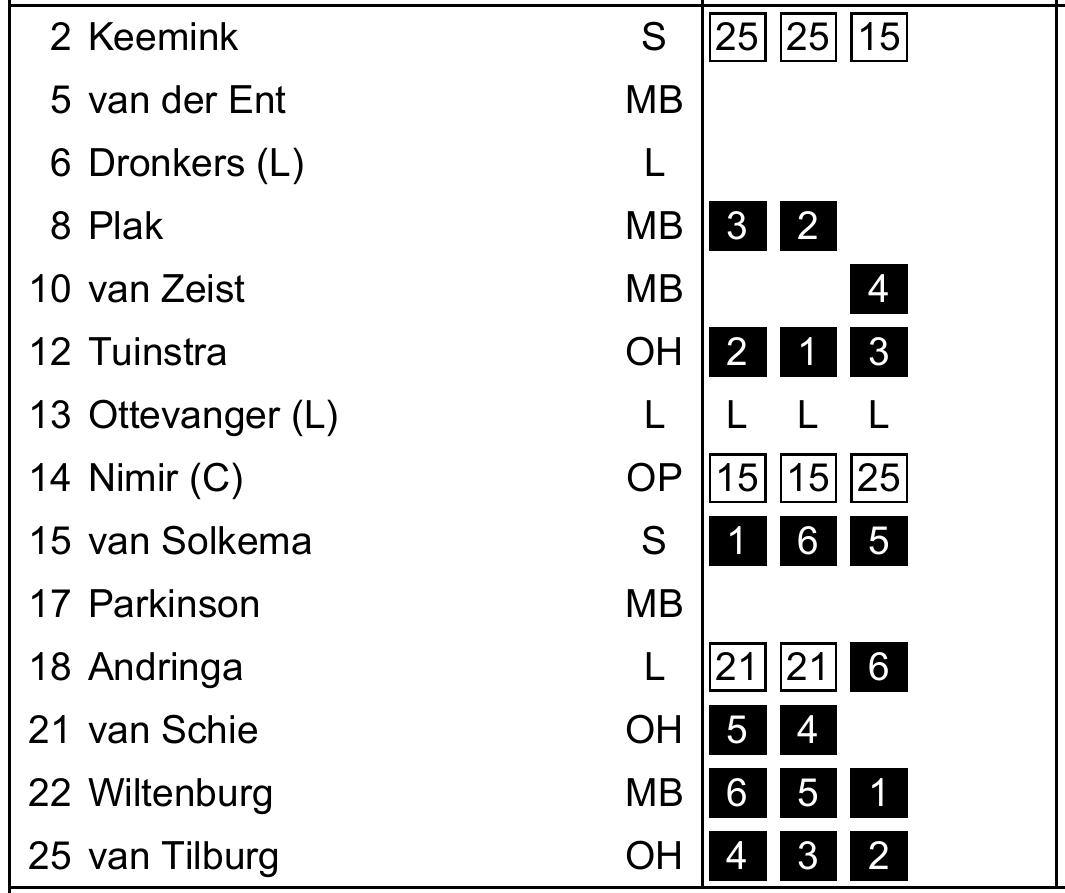 2 Keemink S 25 25 15
5 van der Ent MB
6 Dronkers (L) L
8 Plak MB 3 2
10 van Zeist MB 4
12 Tuinstra OH 2 1 3
13 Ottevanger (L) L L L L
14 Nimir (C) OP 15 15 25
15 van Solkema S 1 6 5
17 Parkinson MB
18 Andringa L 21 21 6
21 van Schie OH 5 4
22 Wiltenburg MB 6 5 1
25 van Tilburg OH 4 3 2